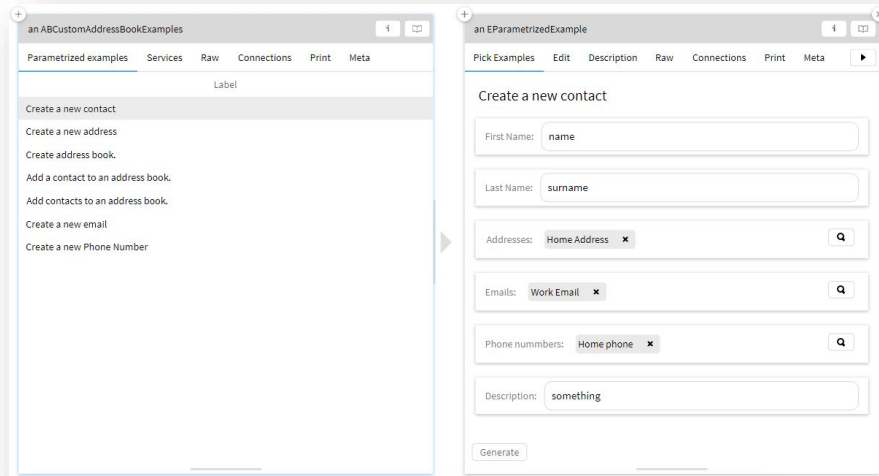 an ABCustomAddressBookExamples
Parametrized examples Services Raw Connections Print Meta
Label
Create a new contact
Create a new address
Create address book.
Add a contact to an address book.
Add contacts to an address book.
Create a new email
Create a new Phone Number
an EParametrizedExample
Pick Examples Edit Description Raw Connections Print Meta
Create a new contact
First Name: name
Last Name: surname
Addresses: Home Address
Emails: Work Email
Phone nummbers: Home phone
Description: something
Generate